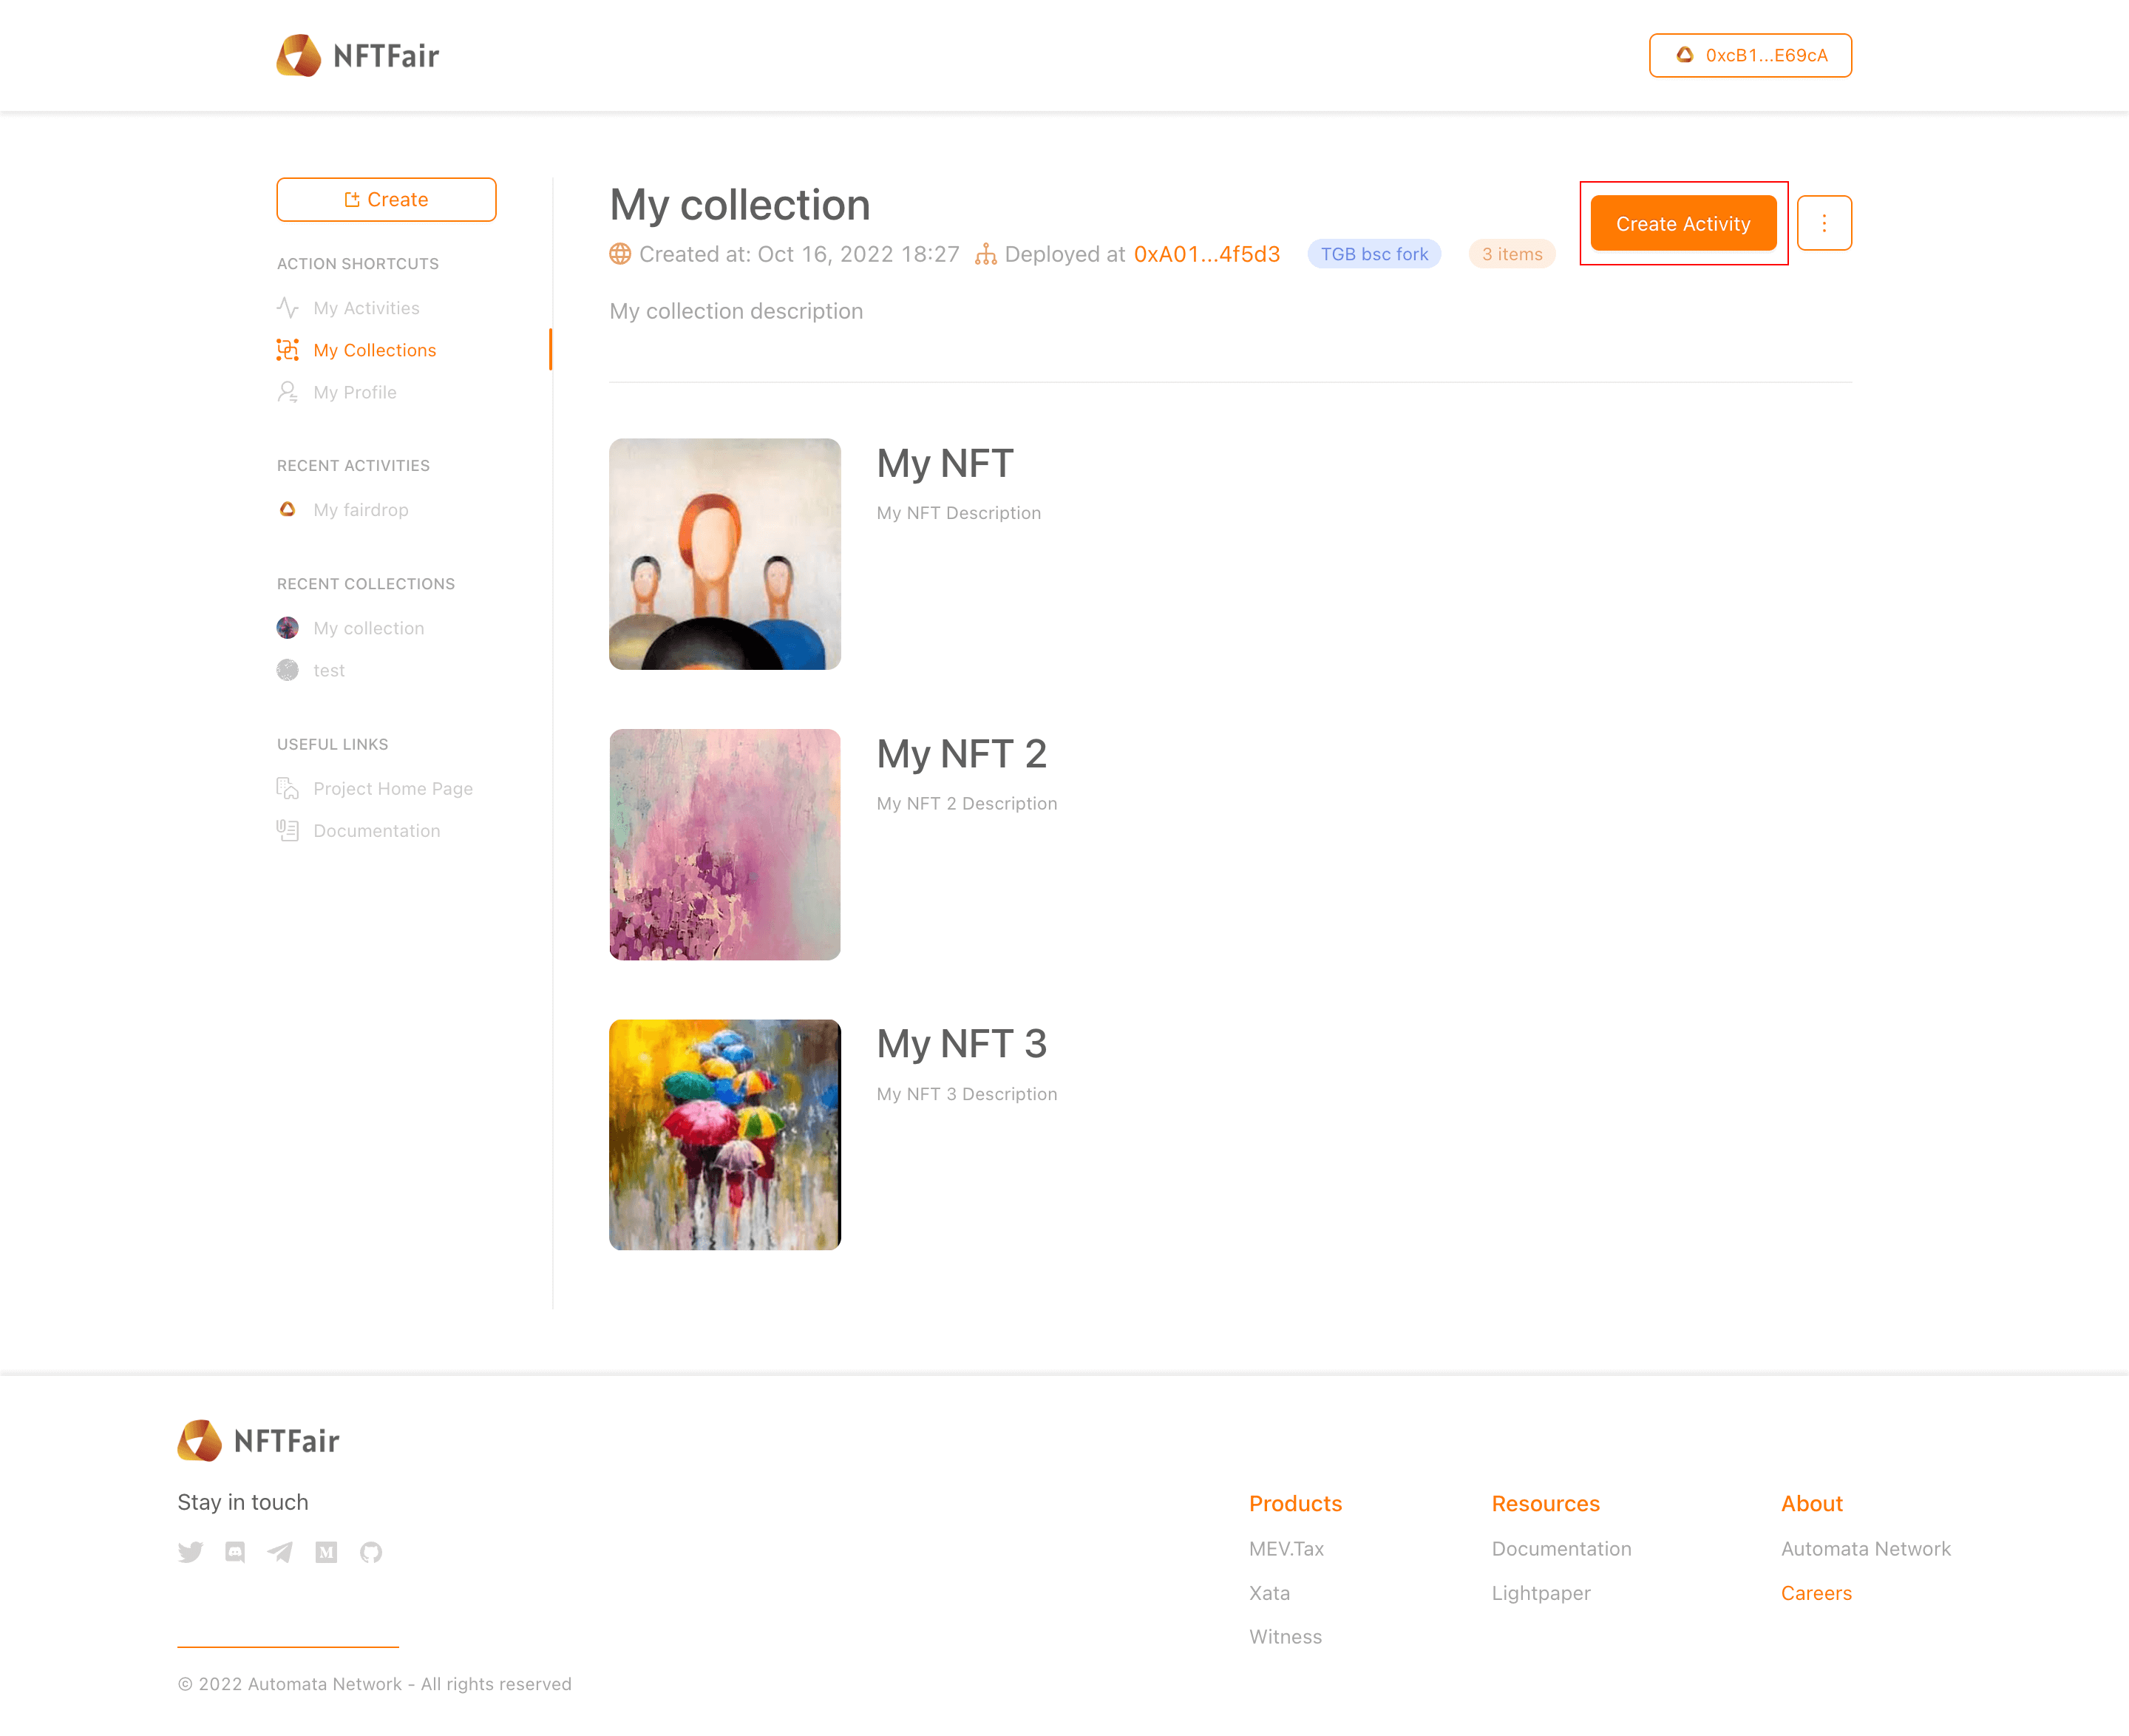 NFTFair
0xcB1...E69cA
Create
ACTION SHORTCUTS
My Activities
My Collections
My Profile
RECENT ACTIVITIES
My fairdrop
RECENT COLLECTIONS
My collection
test
USEFUL LINKS
Project Home Page
Documentation
My collection
Created at: Oct 16, 2022 18:27 Deployed at 0xA01...4f5d3 TGB bsc fork 3 items
Create Activity
My collection description
My NFT
My NFT Description
My NFT 2
My NFT 2 Description
My NFT 3
My NFT 3 Description
NFTFair
Stay in touch
M
Products
MEV.Tax
Xata
Witness
Resources
Documentation
Lightpaper
About
Automata Network
Careers
© 2022 Automata Network - All rights reserved